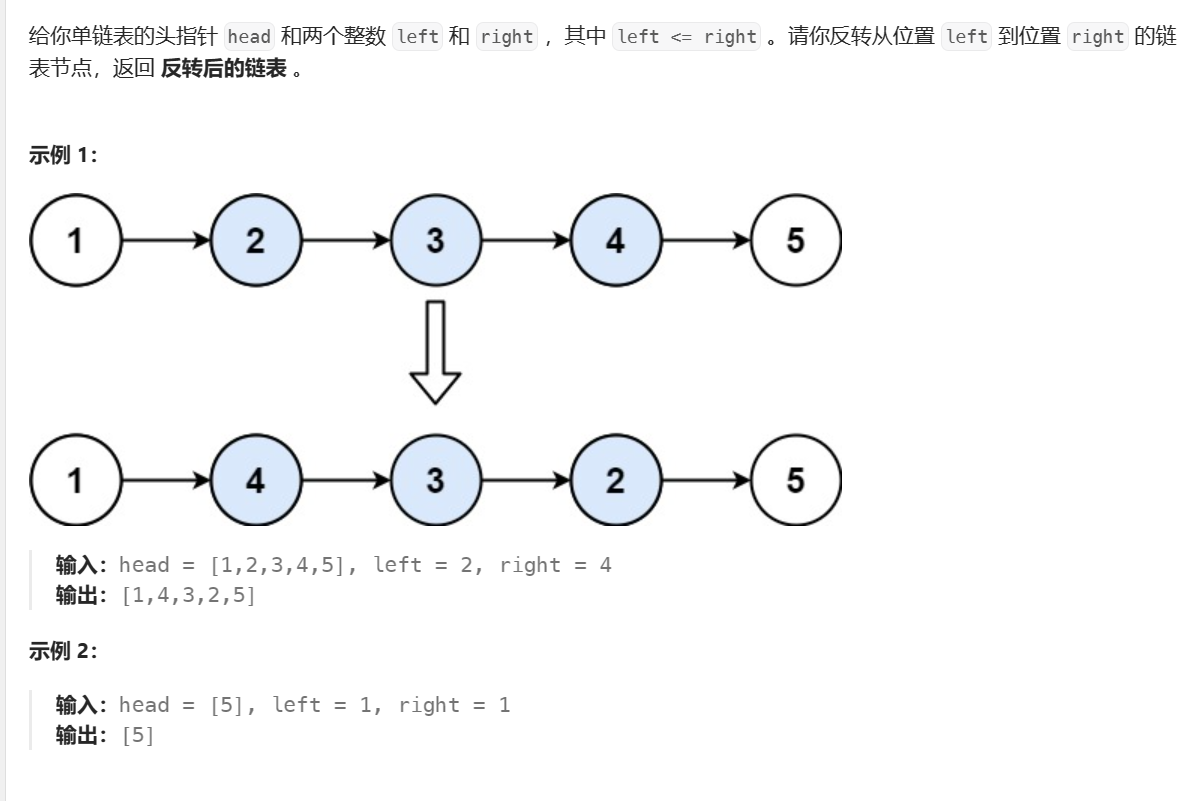 给你单链表的头指针 head 和两个整数 left 和 right ，其中 left <= right 。请你反转从位置 left 到位置 right 的链
表节点，返回 反转后的链表 。
示例 1：
1 2 3 4 5
1 4 3 2 5
输入：head = [1,2,3,4,5], left = 2, right = 4
输出：[1,4,3,2,5]
示例 2：
输入：head = [5], left = 1, right = 1
输出：[5]